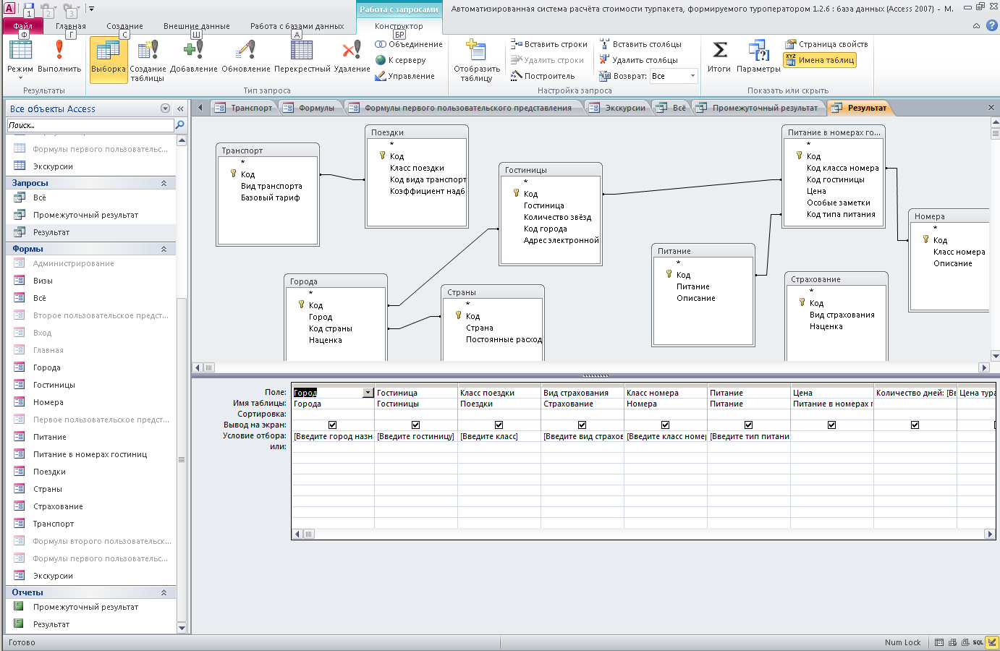 Работа с запросами
Автоматизированная система расчёта стоимости турпакета, формируемого туроператором 1.2.6 : база данных (Access 2007) - M.
1 2 3
Файл Главная Создание Внешние данные Работа с базами данных Конструктор
Ф Г С Ш А БР
Режим
Выполнить
Результаты
Выборка
Создание таблицы
Добавление
Обновление
Перекрестный
Удаление
Объединение
К серверу
Управление
Тип запроса
Отобразить таблицу
Вставить строки
Удалить строки
Построитель
Вставить столбцы
Удалить столбцы
Возврат: Все
Настройка запроса
Итоги
Параметры
Страница свойств
XYZ Имена таблиц
Показать или скрыть
Все объекты Access
Поиск...
Формулы первого пользовательс...
Экскурсии
Запросы
Всё
Промежуточный результат
Результат
Формы
Администрирование
Визы
Всё
Второе пользовательское предст...
Вход
Главная
Города
Гостиницы
Номера
Первое пользовательское предст...
Питание
Питание в номерах гостиниц
Поездки
Страны
Страхование
Транспорт
Формулы второго пользовательск...
Формулы первого пользовательс...
Экскурсии
Отчеты
Промежуточный результат
Результат
Транспорт Формулы Формулы первого пользовательского представления Экскурсии Всё Промежуточный результат Результат
Транспорт
*
Код
Вид транспорта
Базовый тариф
Поездки
*
Код
Класс поездки
Код вида транспорт
Коэффициент надб
Гостиницы
*
Код
Гостиница
Количество звёзд
Код города
Адрес электронной
Питание в номерах го...
*
Код
Код класса номера
Код гостиницы
Цена
Особые заметки
Код типа питания
Номера
*
Код
Класс номера
Описание
Города
*
Код
Город
Код страны
Наценка
Страны
*
Код
Страна
Постоянные расход
Питание
*
Код
Питание
Описание
Страхование
*
Код
Вид страхования
Наценка
Поле: Город Гостиница Класс поездки Вид страхования Класс номера Питание Цена Количество дней: [Ве Цена тура
Имя таблицы: Города Гостиницы Поездки Страхование Номера Питание Питание в номерах г
Сортировка:
Вывод на экран:
Условие отбора: [Введите город назн [Введите гостиницу] [Введите класс] [Введите вид страхов [Введите класс номер [Введите тип питани
или:
Готово
Num Lock
SQL